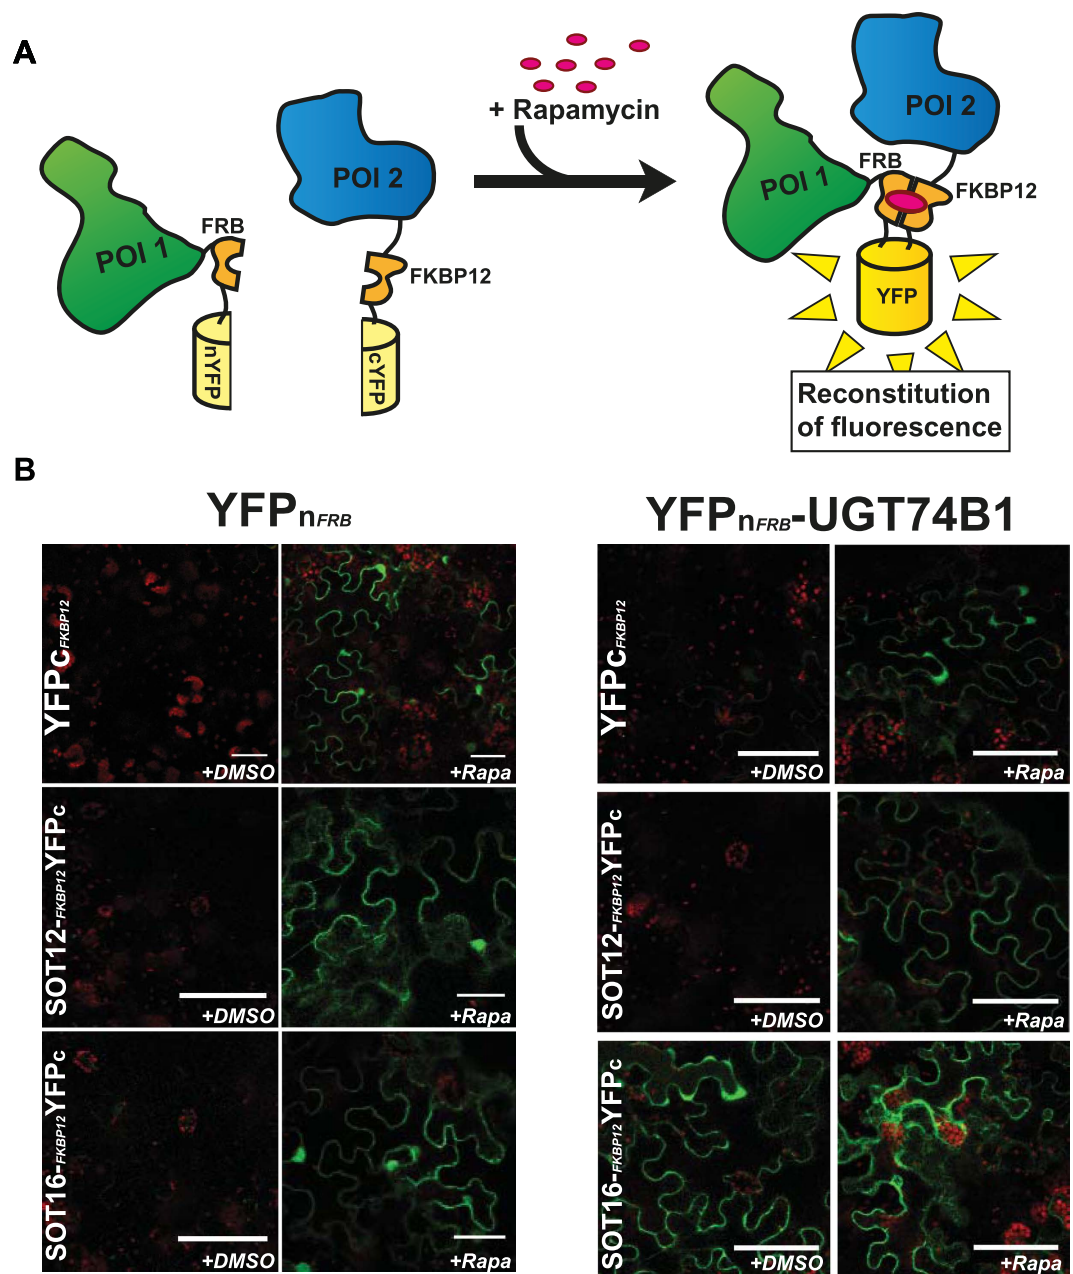 A
+ Rapamycin
POI 1
FRB
POI 2
FKBP12
nYFP
cYFP
POI 1
FRB
POI 2
FKBP12
YFP
Reconstitution
of fluorescence
B
YFPnFRB
YFPnFRB-UGT74B1
YFPcFKBP12
+DMSO
+Rapa
YFPcFKBP12
+DMSO
+Rapa
SOT12-FKBP12YFPc
+DMSO
+Rapa
SOT12-FKBP12YFPc
+DMSO
+Rapa
SOT16-FKBP12YFPc
+DMSO
+Rapa
SOT16-FKBP12YFPc
+DMSO
+Rapa